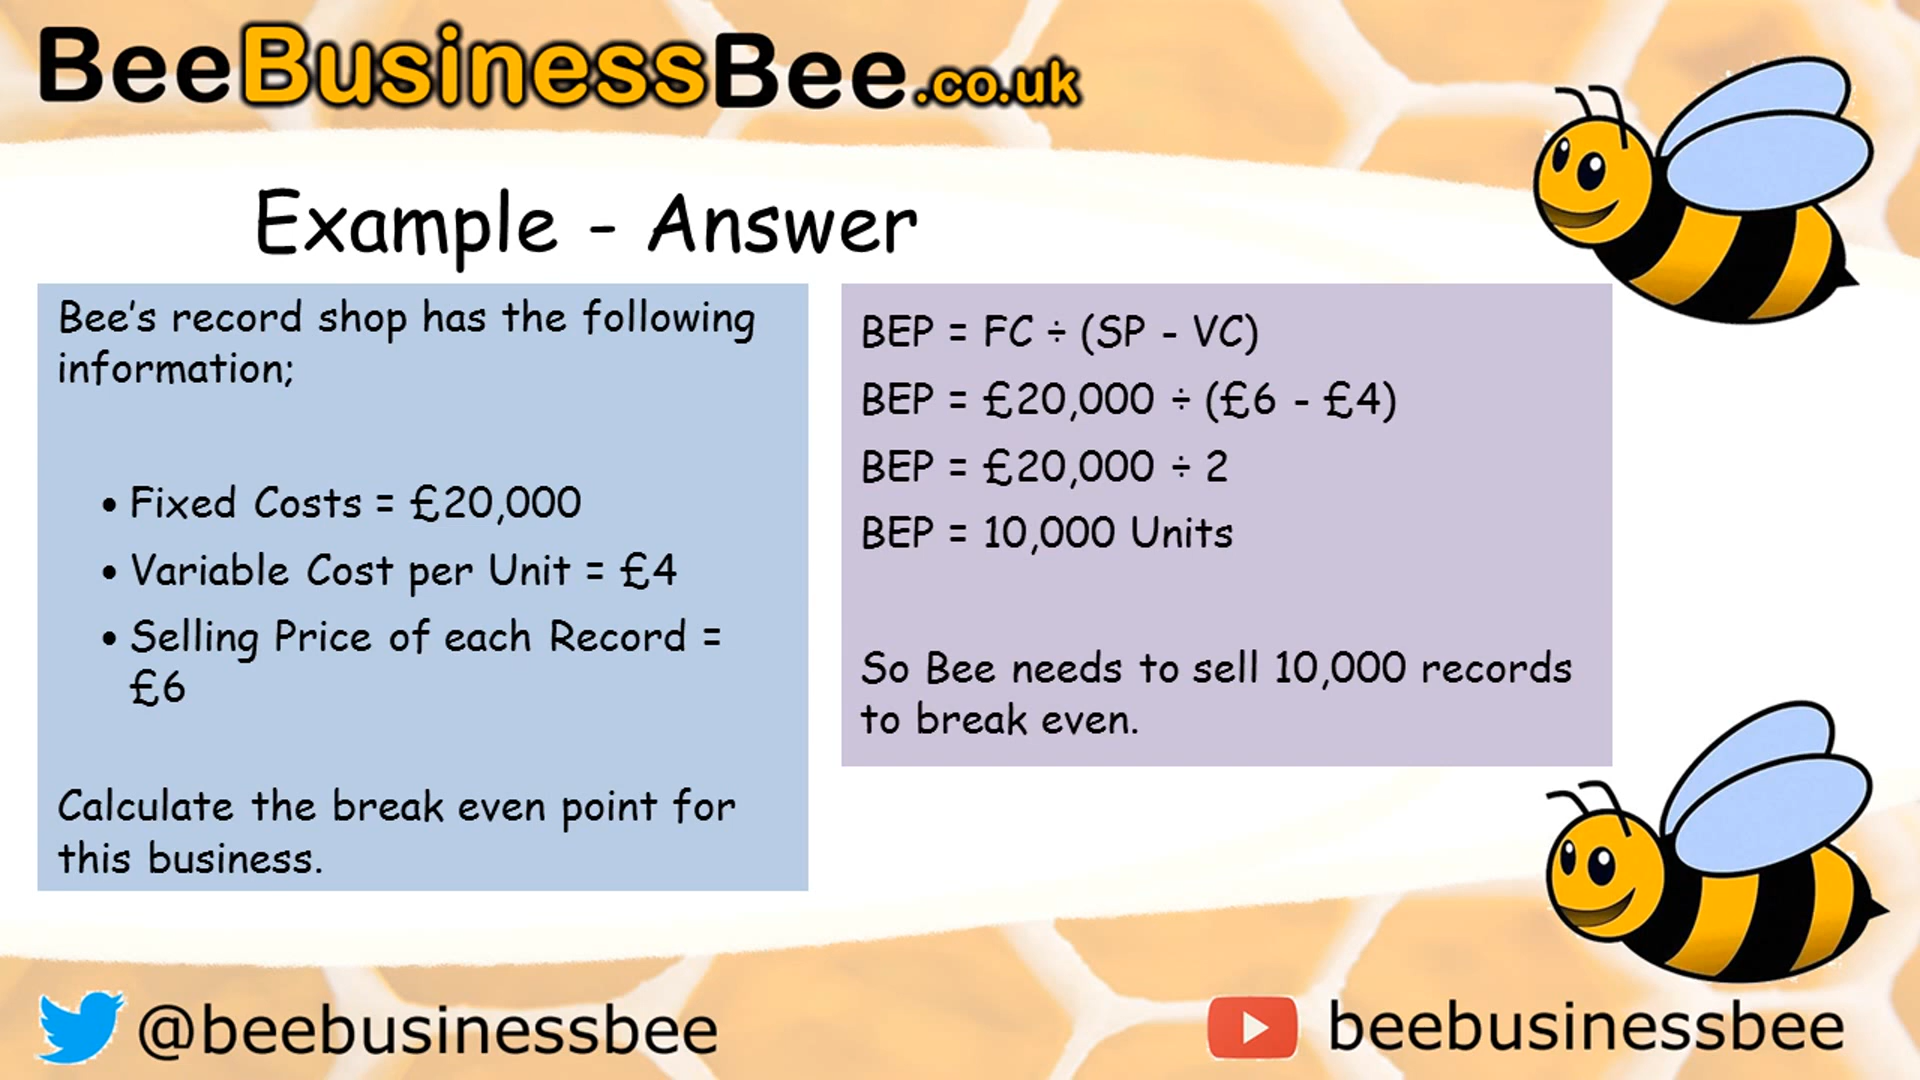 BeeBusinessBee.co.uk
Example - Answer
Bee's record shop has the following
information;
• Fixed Costs = £20,000
• Variable Cost per Unit = £4
• Selling Price of each Record =
£6
Calculate the break even point for
this business.
BEP = FC ÷ (SP - VC)
BEP = £20,000 ÷ (£6 - £4)
BEP = £20,000 ÷ 2
BEP = 10,000 Units
So Bee needs to sell 10,000 records
to break even.
@beebusinessbee
beebusinessbee